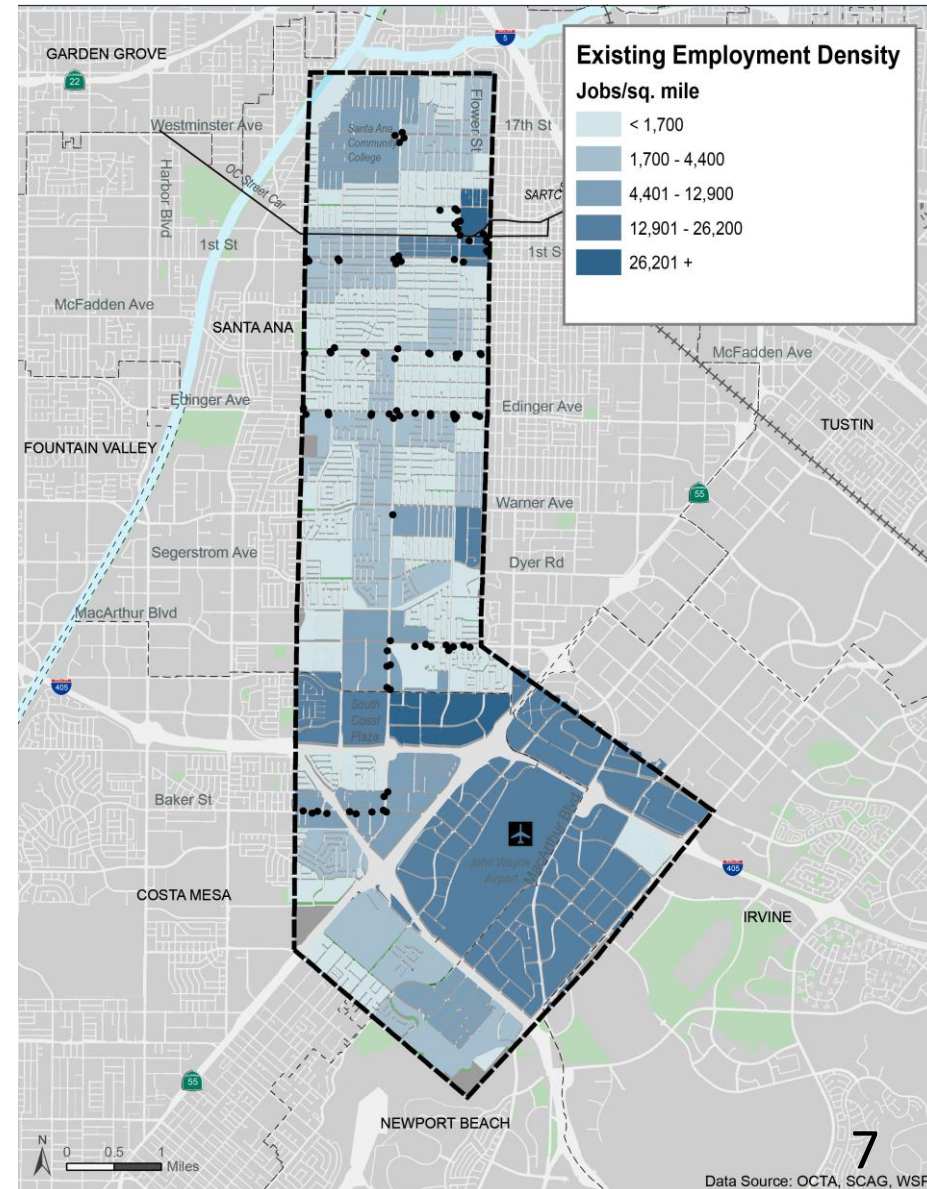 GARDEN GROVE
22
5
Existing Employment Density
Jobs/sq. mile
< 1,700
1,700 - 4,400
4,401 - 12,900
12,901 - 26,200
26,201 +
Flower St
Westminster Ave
Santa Ana
Community
College
17th St
Harbor Blvd
OC Street Car
SARTC
1st St
1st S
McFadden Ave
SANTA ANA
McFadden Ave
Edinger Ave
Edinger Ave
TUSTIN
FOUNTAIN VALLEY
55
Warner Ave
Segerstrom Ave
Dyer Rd
MacArthur Blvd
405
South
Coast
Plaza
Baker St
MacArthur Blvd
John Wayne
Airport
405
COSTA MESA
IRVINE
55
NEWPORT BEACH
N
0 0.5 1
Miles
7
Data Source: OCTA, SCAG, WSP